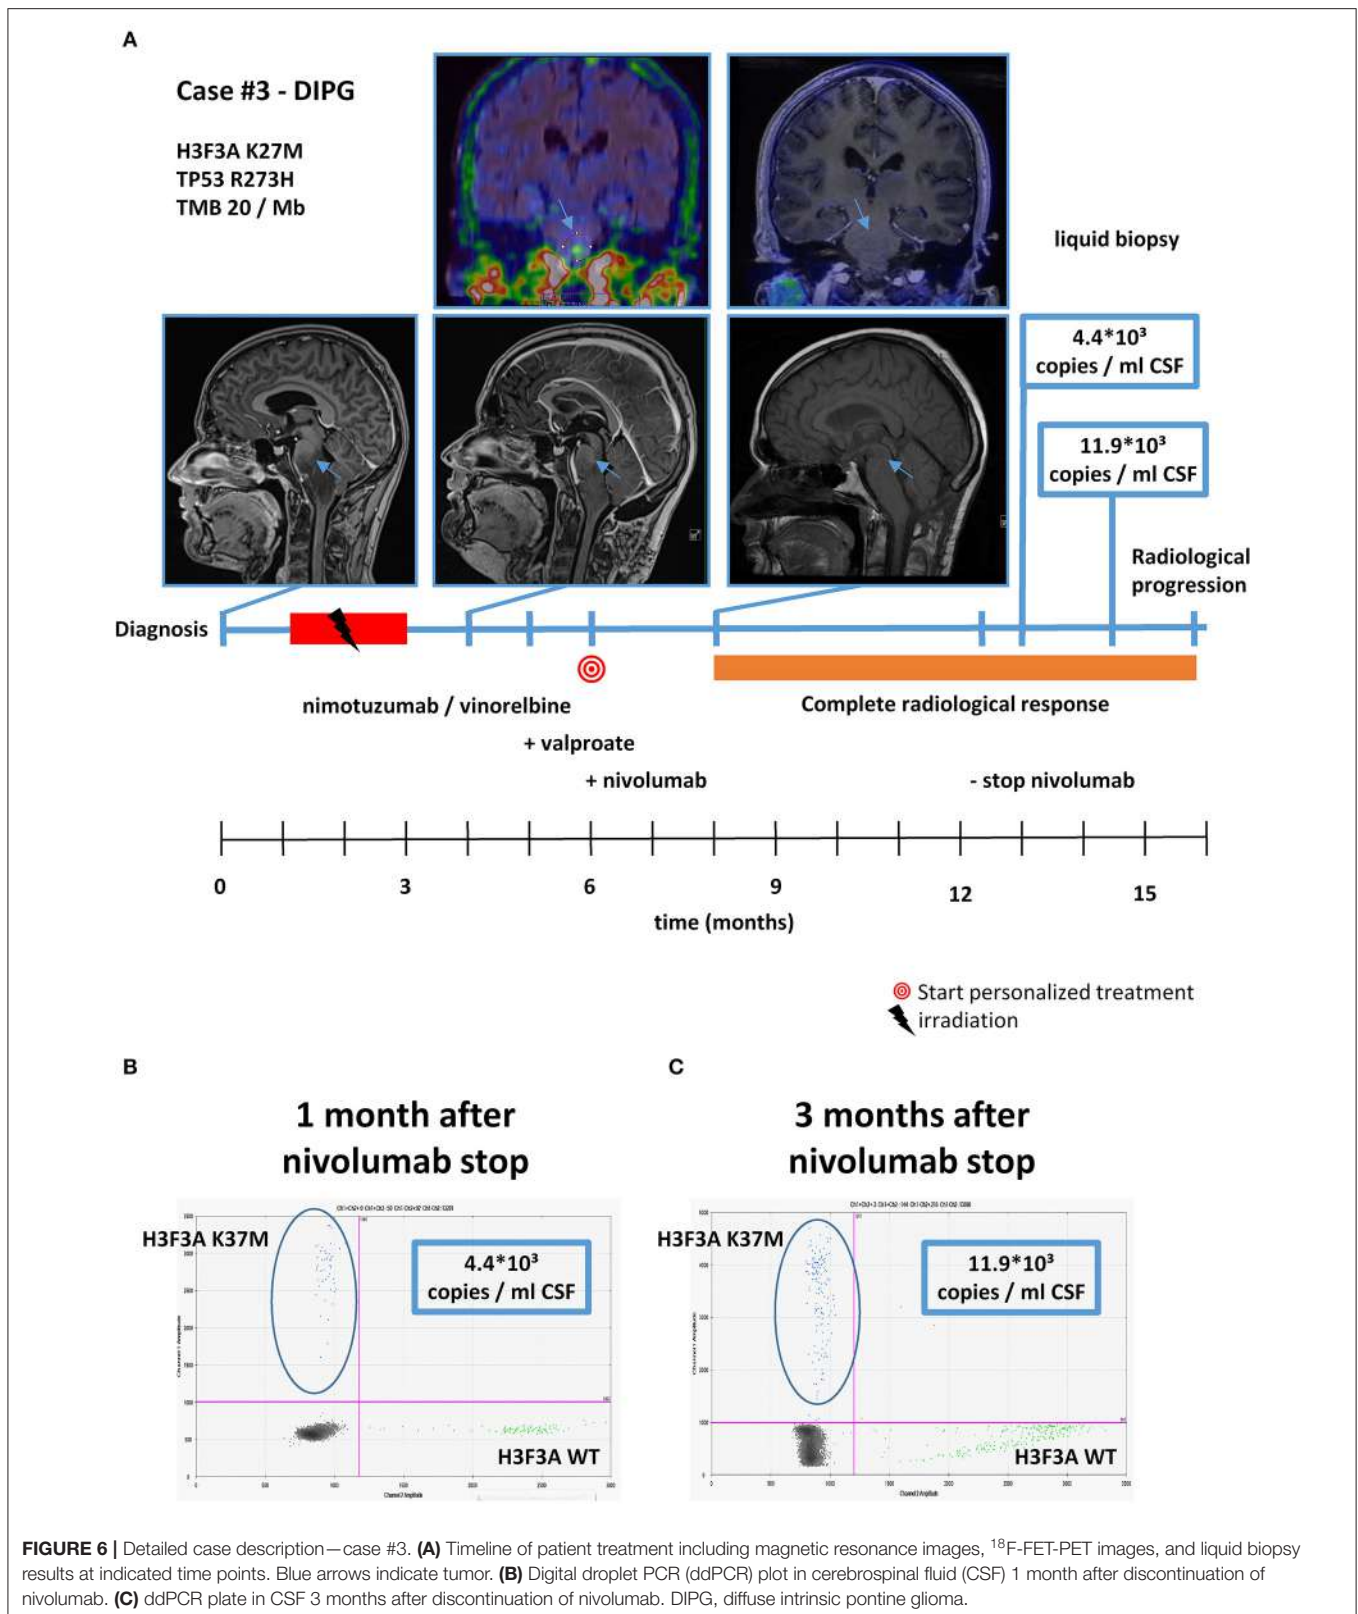 A
Case #3 - DIPG
H3F3A K27M
TP53 R273H
TMB 20 / Mb
liquid biopsy
4.4*10³
copies / ml CSF
11.9*10³
copies / ml CSF
Radiological
progression
Diagnosis
nimotuzumab / vinorelbine
Complete radiological response
+ valproate
+ nivolumab
- stop nivolumab
0 3 6 9 12 15
time (months)
Start personalized treatment
irradiation
B
1 month after
nivolumab stop
H3F3A K37M
4.4*10³
copies / ml CSF
H3F3A WT
Channel 2 Amplitude
C
3 months after
nivolumab stop
H3F3A K37M
11.9*10³
copies / ml CSF
H3F3A WT
Channel 2 Amplitude
FIGURE 6 | Detailed case description—case #3. (A) Timeline of patient treatment including magnetic resonance images, ¹⁸F-FET-PET images, and liquid biopsy
results at indicated time points. Blue arrows indicate tumor. (B) Digital droplet PCR (ddPCR) plot in cerebrospinal fluid (CSF) 1 month after discontinuation of
nivolumab. (C) ddPCR plate in CSF 3 months after discontinuation of nivolumab. DIPG, diffuse intrinsic pontine glioma.